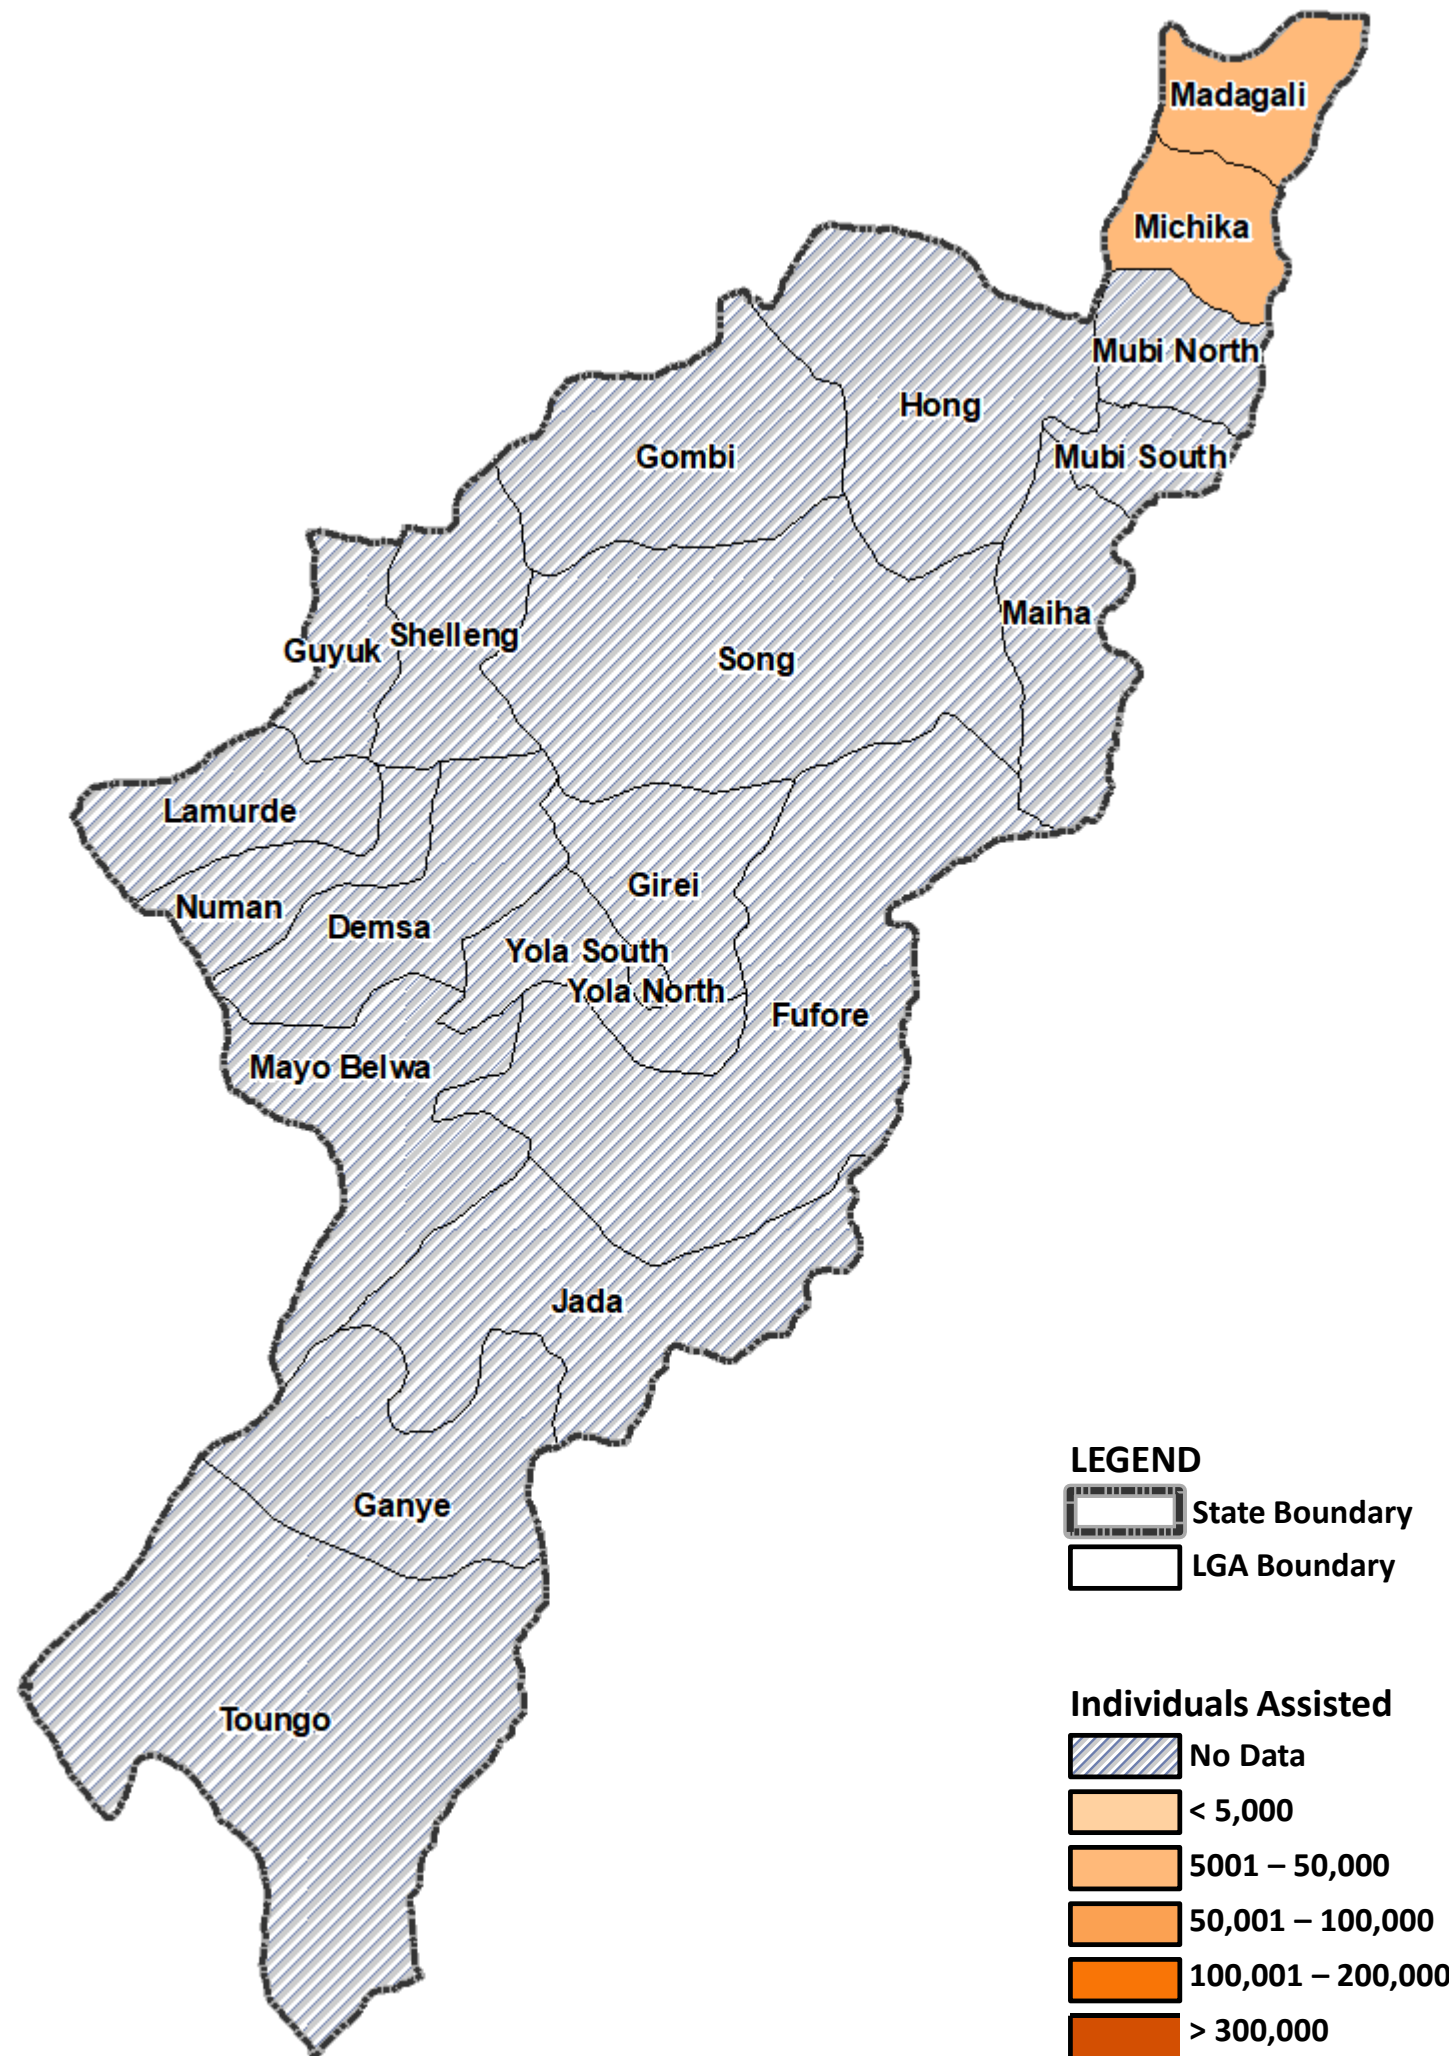 Madagali
Michika
Mubi North
Hong
Gombi
Mubi South
Maiha
Guyuk
Shelleng
Song
Lamurde
Girei
Numan
Demsa
Yola South
Yola North
Fufore
Mayo Belwa
Jada
Ganye
Toungo
LEGEND
State Boundary
LGA Boundary
Individuals Assisted
No Data
< 5,000
5001 – 50,000
50,001 – 100,000
100,001 – 200,000
> 300,000